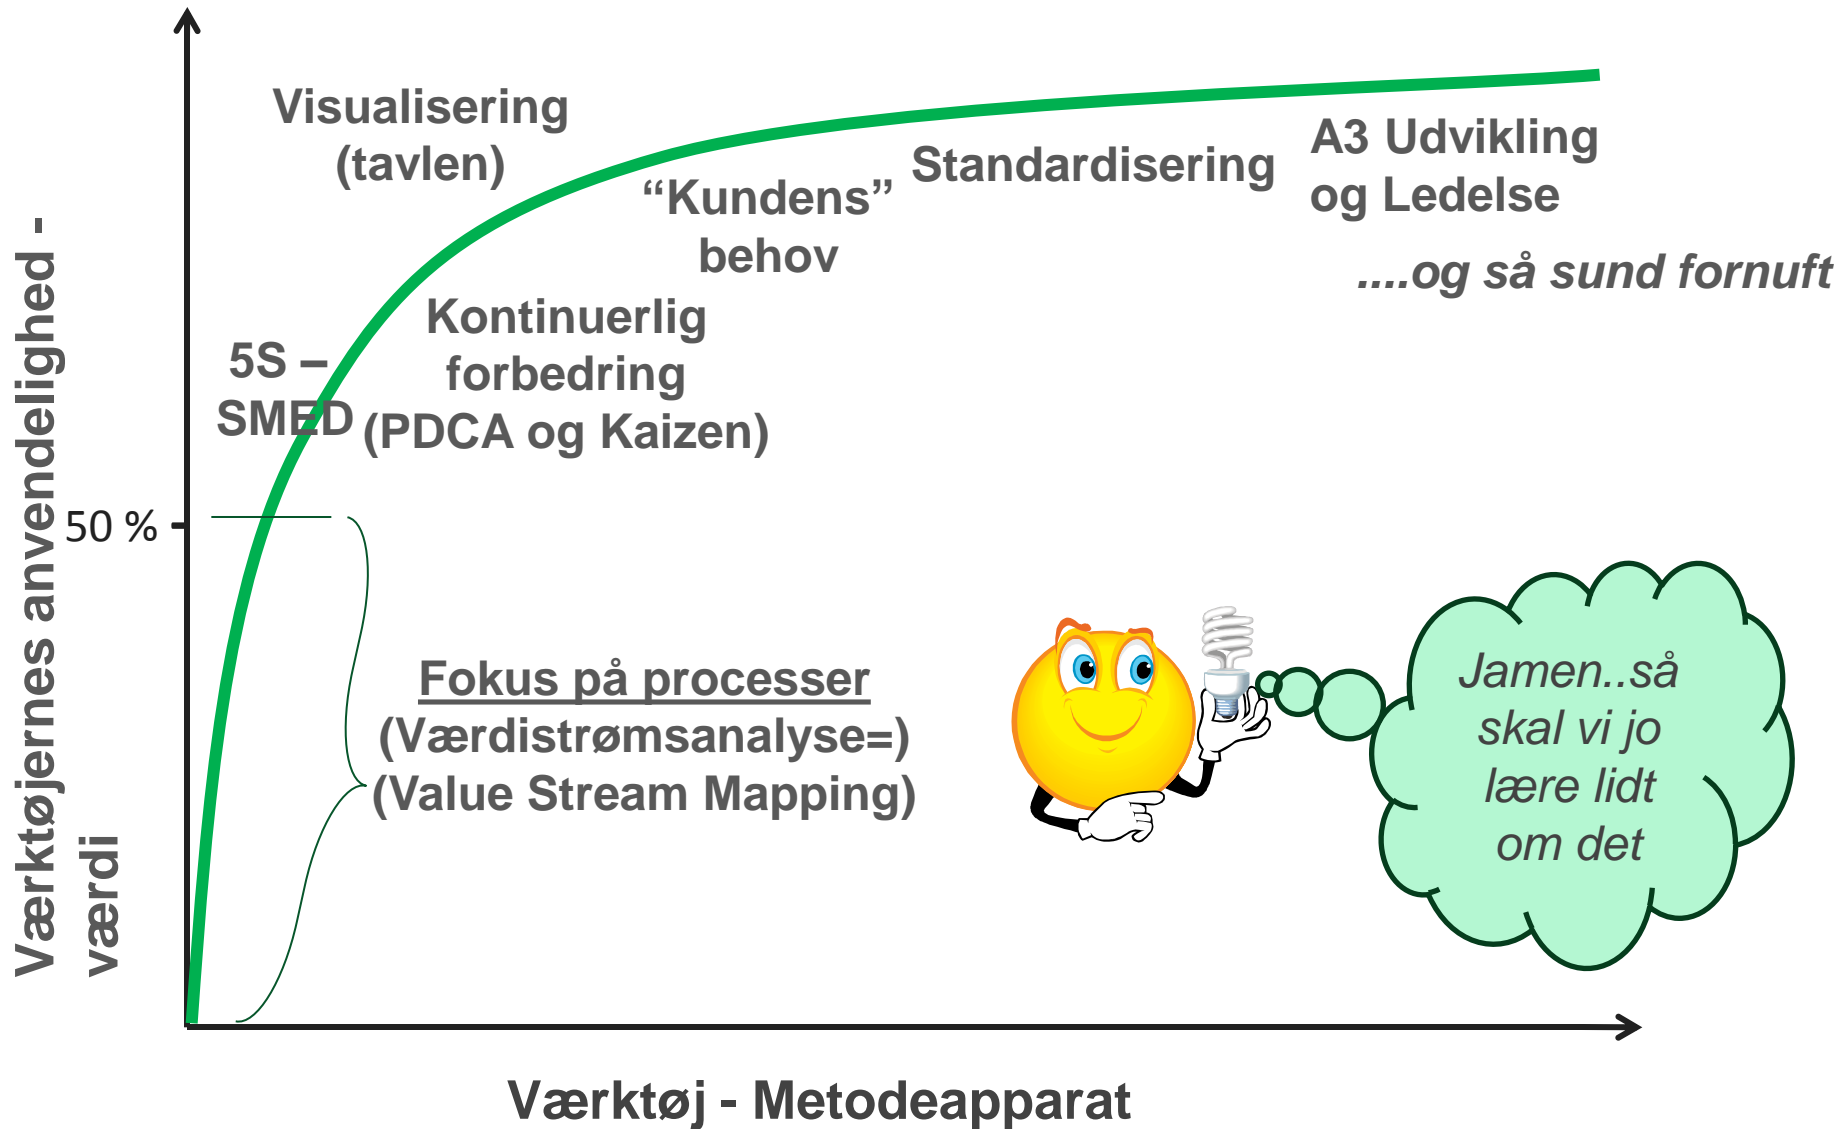 Visualisering
(tavlen)
“Kundens”
behov
Standardisering
A3 Udvikling
og Ledelse
....og så sund fornuft
Kontinuerlig
forbedring
(PDCA og Kaizen)
5S –
SMED
Værktøjernes anvendelighed -
værdi
50 %
Fokus på processer
(Værdistrømsanalyse=)
(Value Stream Mapping)
Jamen..så
skal vi jo
lære lidt
om det
Værktøj - Metodeapparat